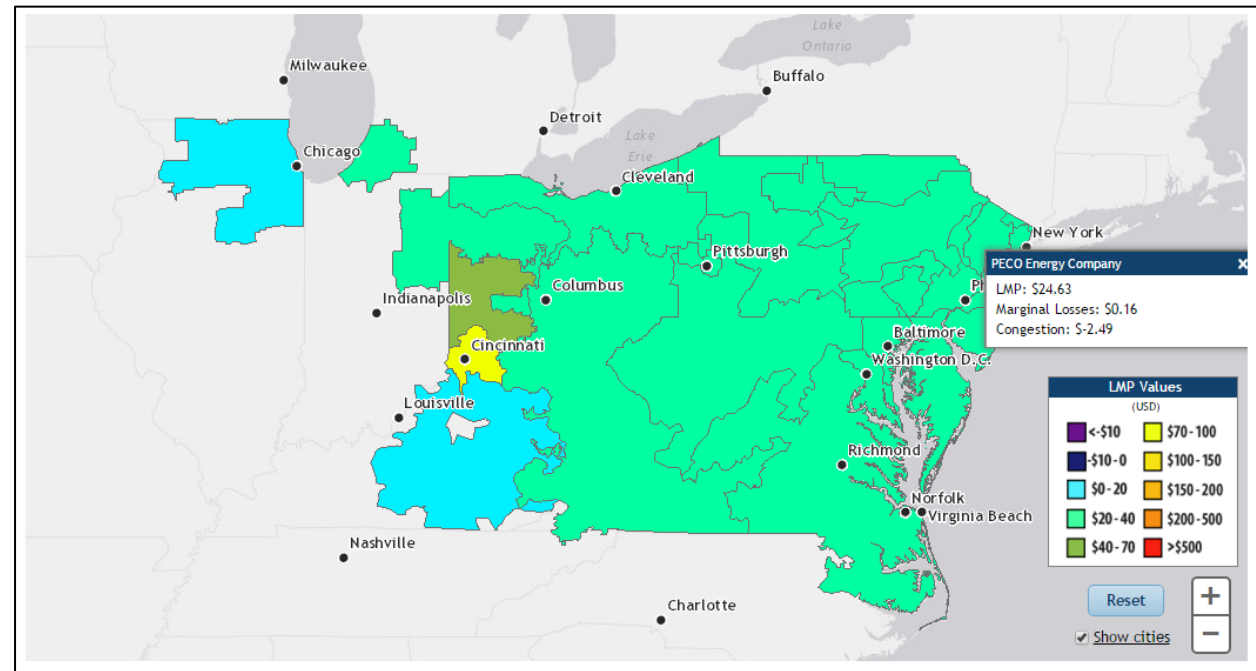 Lake
Ontario
Milwaukee
Buffalo
Detroit
Lake
Erie
Chicago
Cleveland
New York
Pittsburgh
PECO Energy Company x
LMP: $24.63
Marginal Losses: $0.16
Congestion: $-2.49
Ph
Indianapolis
Columbus
Baltimore
Cincinnati
Washington D.C.
Louisville
LMP Values
(USD)
<-$10 $70-100
-$10-0 $100-150
$0-20 $150-200
$20-40 $200-500
$40-70 >$500
Richmond
Norfolk
Virginia Beach
Nashville
Charlotte
Reset
+
−
Show cities